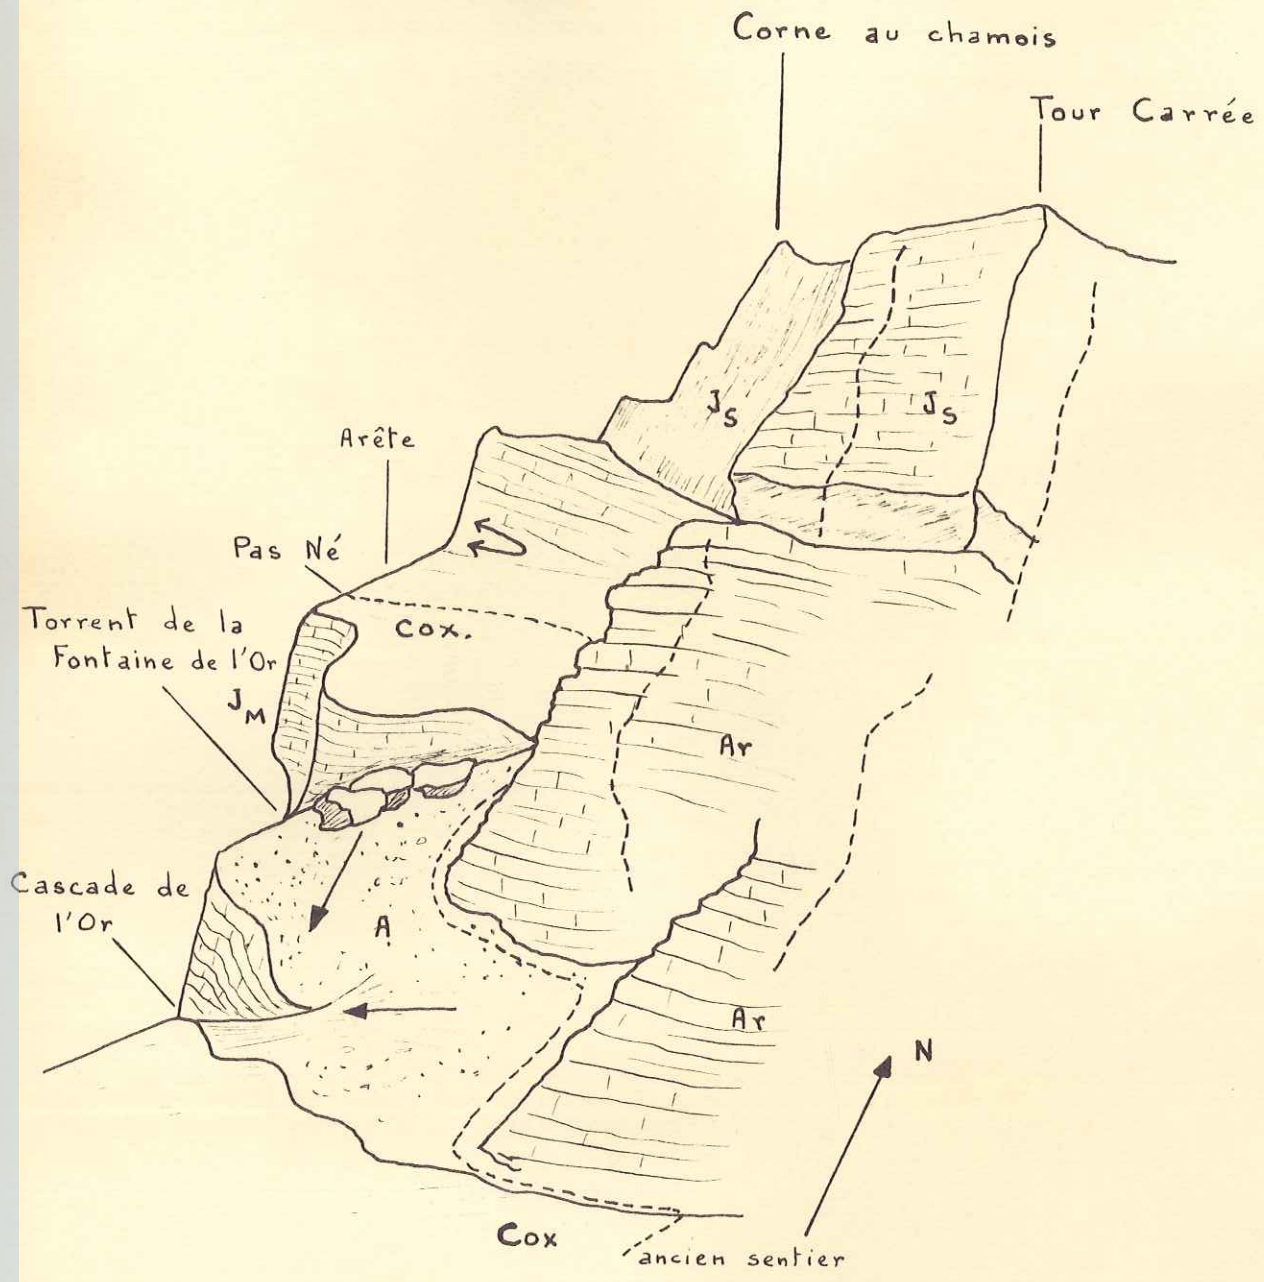 Corne au chamois
Tour Carrée
Js
Js
Arête
Pas Né
Torrent de la
Fontaine de l'Or
cox.
JM
Ar
Cascade de
l'Or
A
Ar
N
Cox
ancien sentier